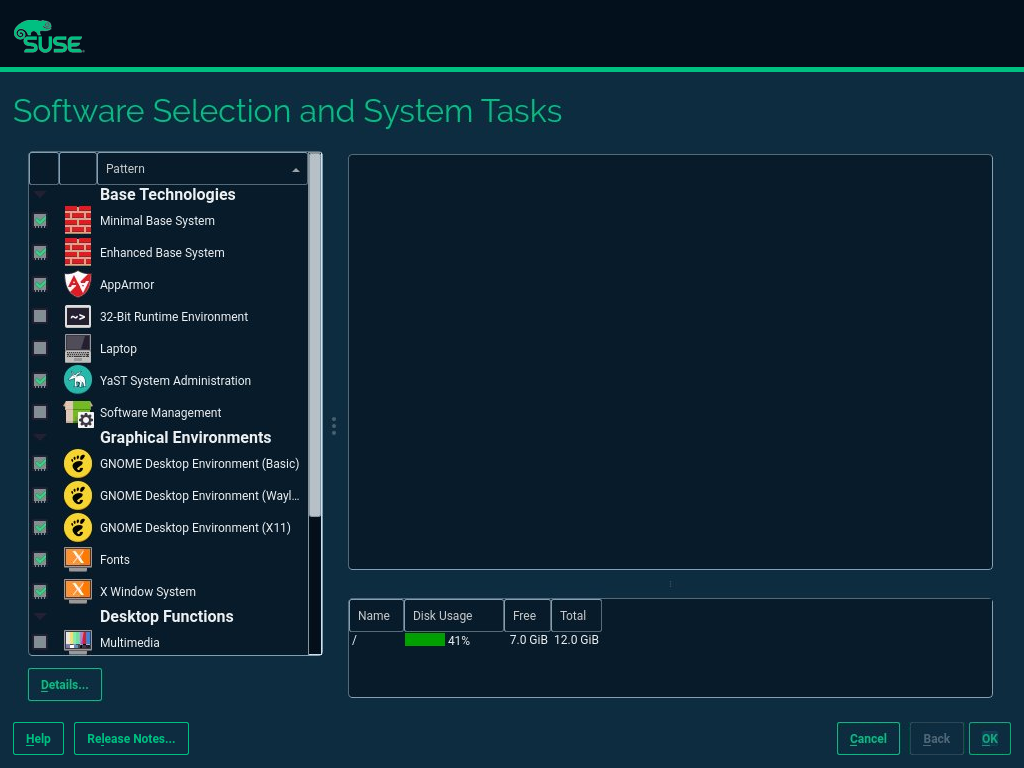 SUSE
Software Selection and System Tasks
Pattern
Base Technologies
Minimal Base System
Enhanced Base System
AppArmor
~>
32-Bit Runtime Environment
Laptop
YaST System Administration
Software Management
Graphical Environments
GNOME Desktop Environment (Basic)
GNOME Desktop Environment (Wayl...
GNOME Desktop Environment (X11)
X
Fonts
X
X Window System
Desktop Functions
Multimedia
Name Disk Usage Free Total
/ 41% 7.0 GiB 12.0 GiB
Details...
Help Release Notes... Cancel Back OK